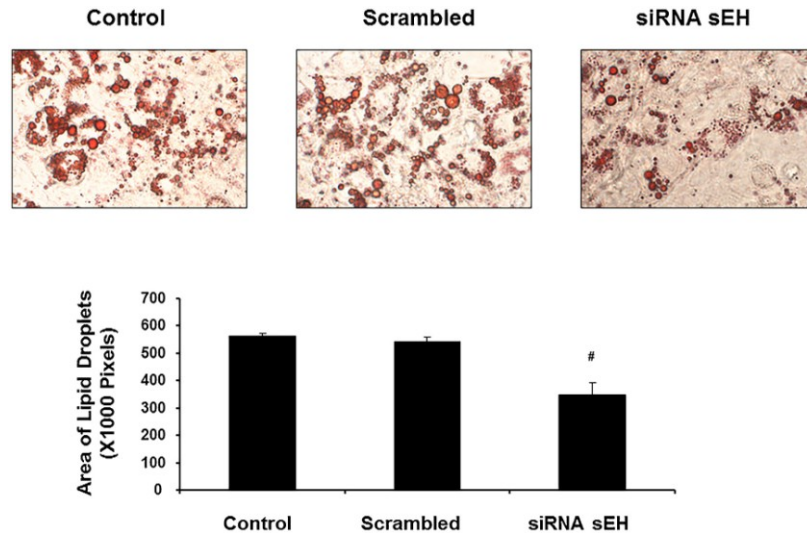 Control Scrambled siRNA sEH
Area of Lipid Droplets
(X1000 Pixels)
700
600
500
400
300
200
100
0
#
Control Scrambled siRNA sEH